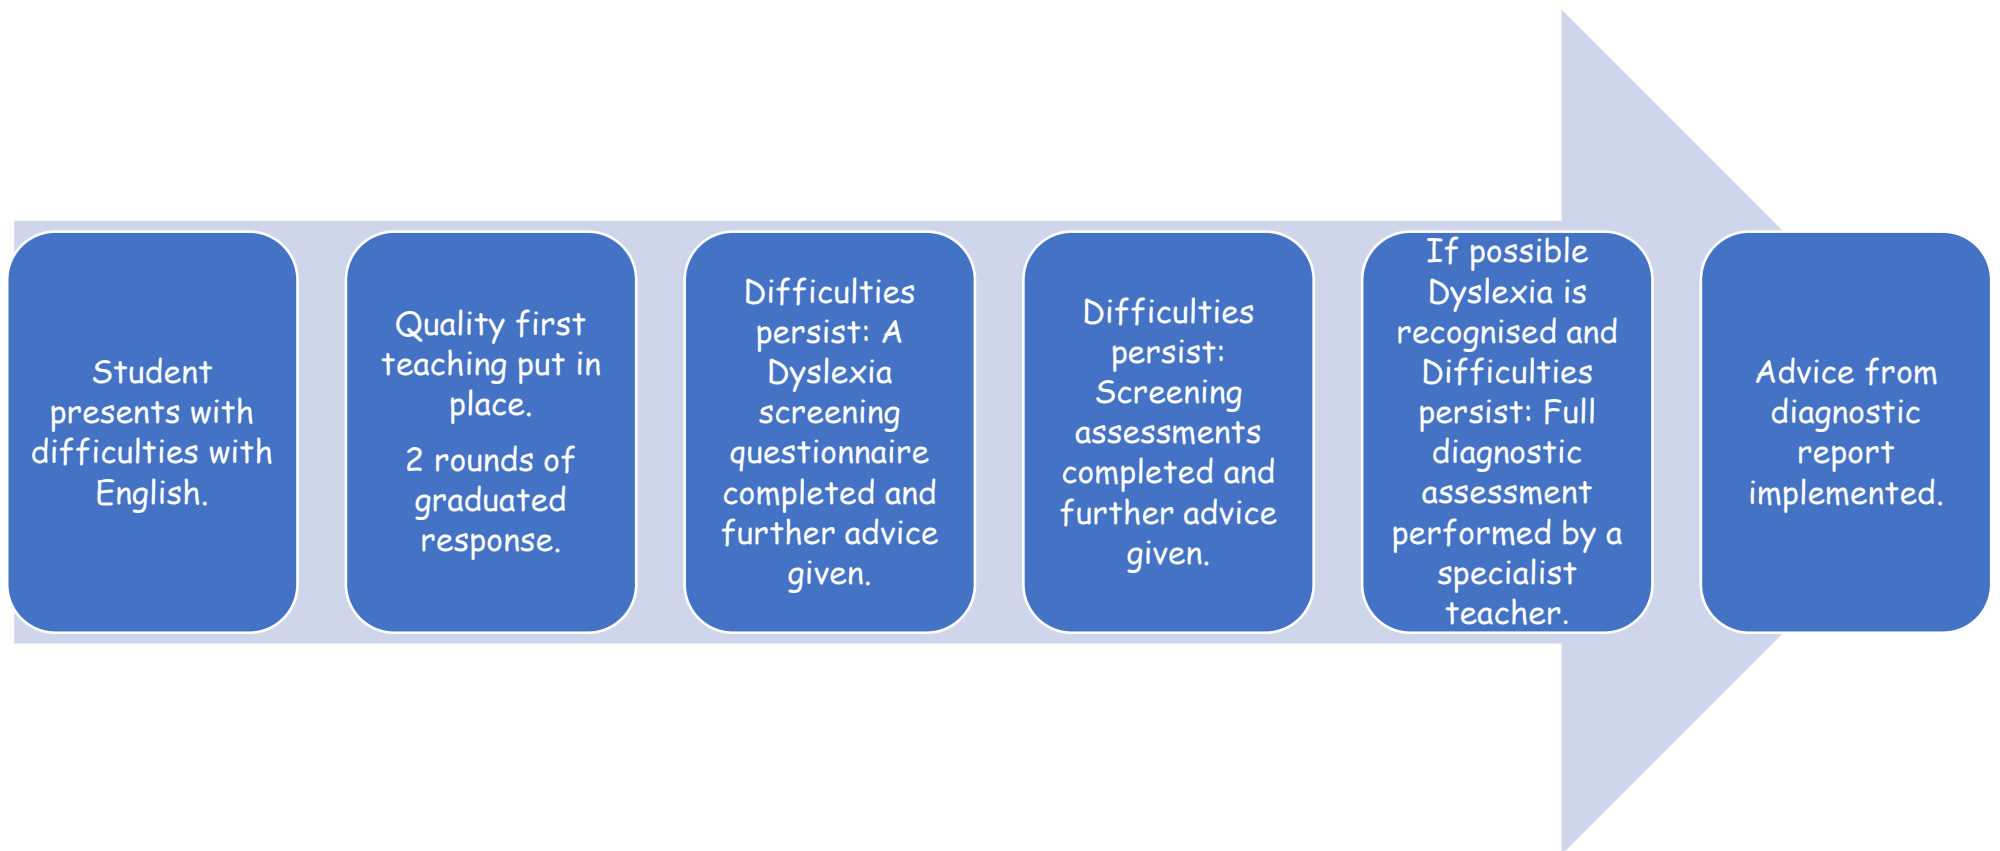 Student
presents with
difficulties with
English.
Quality first
teaching put in
place.
2 rounds of
graduated
response.
Difficulties
persist: A
Dyslexia
screening
questionnaire
completed and
further advice
given.
Difficulties
persist:
Screening
assessments
completed and
further advice
given.
If possible
Dyslexia is
recognised and
Difficulties
persist: Full
diagnostic
assessment
performed by a
specialist
teacher.
Advice from
diagnostic
report
implemented.